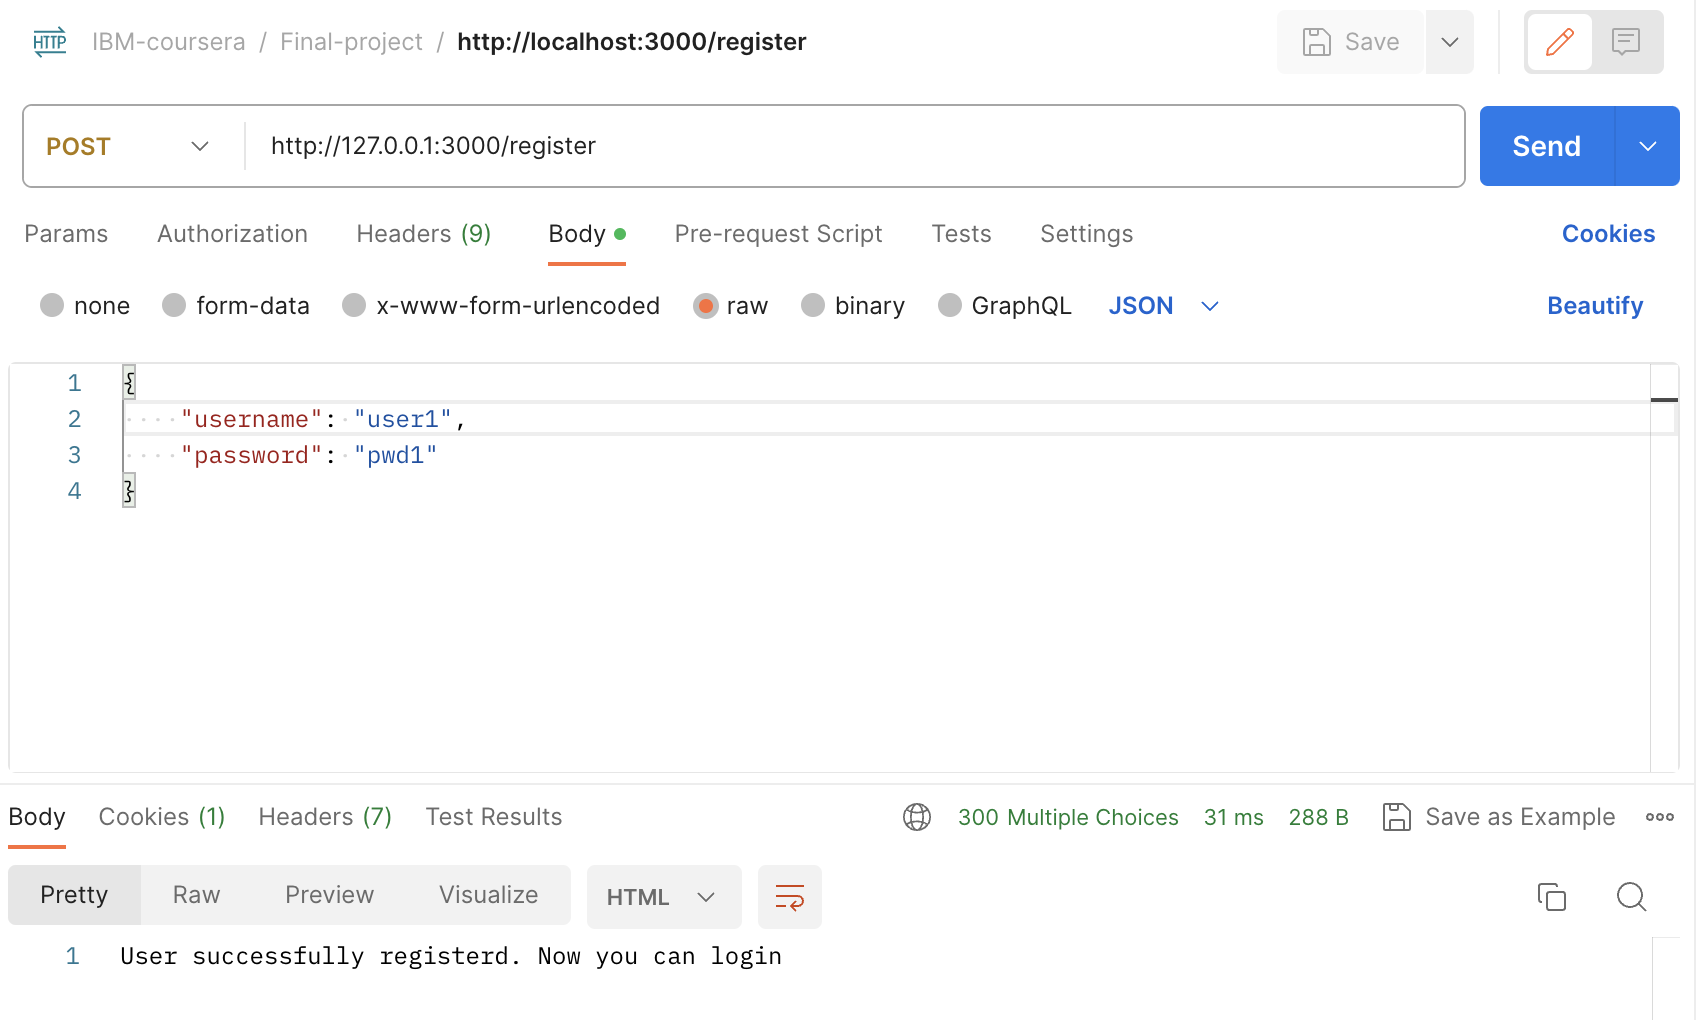 HTTP IBM-coursera / Final-project / http://localhost:3000/register Save
POST http://127.0.0.1:3000/register Send
Params Authorization Headers (9) Body Pre-request Script Tests Settings Cookies
none form-data x-www-form-urlencoded raw binary GraphQL JSON Beautify
1 {
2 "username": "user1",
3 "password": "pwd1"
4 }
Body Cookies (1) Headers (7) Test Results 300 Multiple Choices 31 ms 288 B Save as Example
Pretty Raw Preview Visualize HTML
1 User successfully registerd. Now you can login